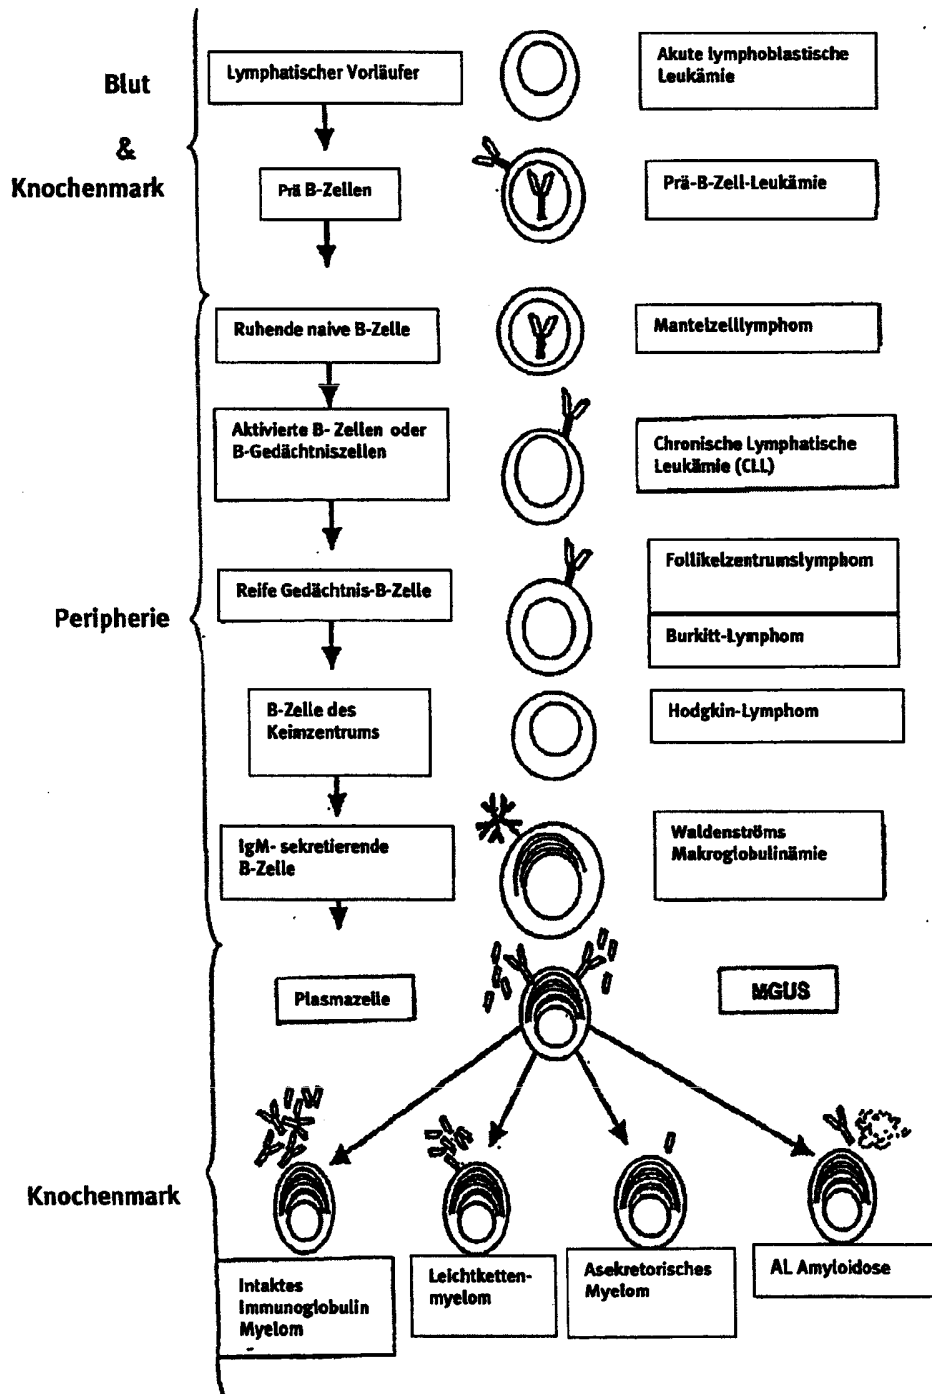 Blut
&
Knochenmark
Lymphatischer Vorläufer
Akute lymphoblastische
Leukämie
Prä B-Zellen
Prä-B-Zell-Leukämie
Ruhende naive B-Zelle
Mantelzelllymphom
Aktivierte B- Zellen oder
B-Gedächtniszellen
Chronische Lymphatische
Leukämie (CLL)
Peripherie
Reife Gedächtnis-B-Zelle
Follikelzentrumslymphom
Burkitt-Lymphom
B-Zelle des
Keimzentrums
Hodgkin-Lymphom
IgM- sekretierende
B-Zelle
Waldenströms
Makroglobulinämie
Plasmazelle
MGUS
Knochenmark
Intaktes
Immunoglobulin
Myelom
Leichtketten-
myelom
Asekretorisches
Myelom
AL Amyloidose